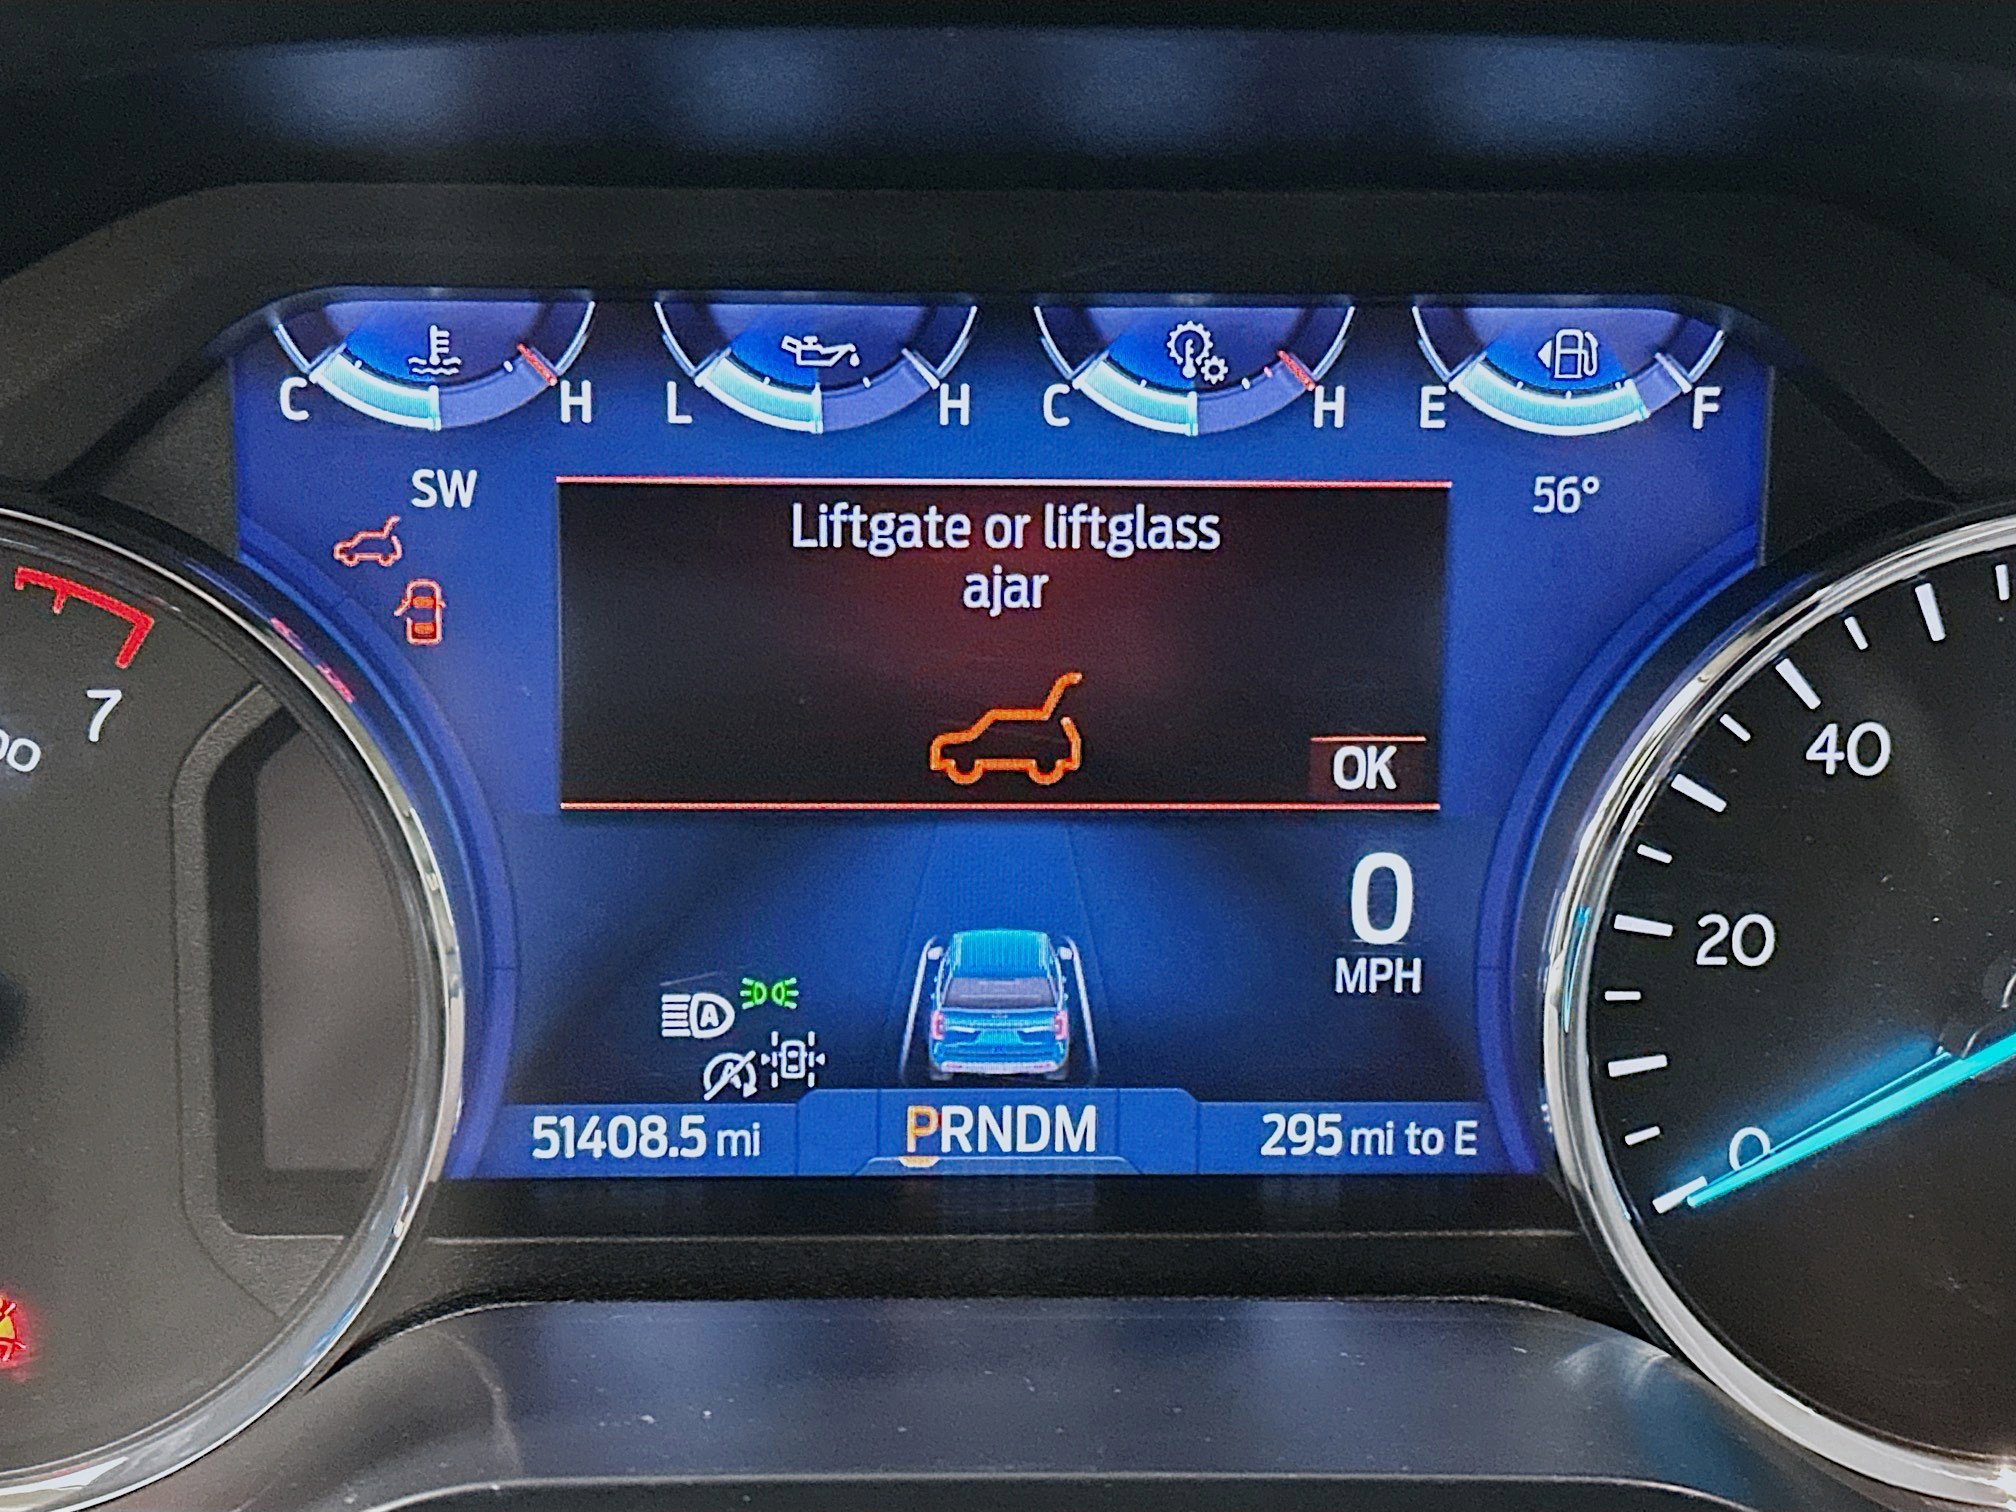 C H L H C H E F
SW
56°
Liftgate or liftglass
ajar
OK
7
40
20
0
0
MPH
A
51408.5 mi
PRNDM
295 mi to E